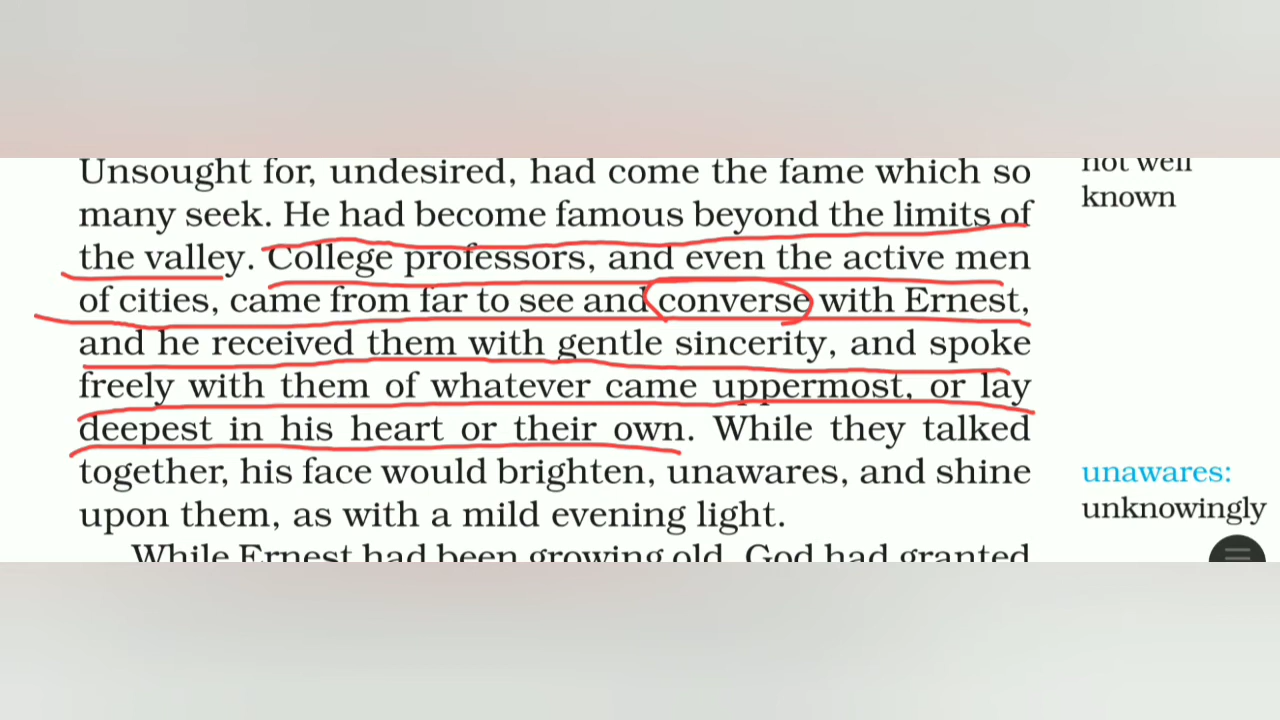 Unsought for, undesired, had come the fame which so
many seek. He had become famous beyond the limits of
the valley. College professors, and even the active men
of cities, came from far to see and converse with Ernest,
and he received them with gentle sincerity, and spoke
freely with them of whatever came uppermost, or lay
deepest in his heart or their own. While they talked
together, his face would brighten, unawares, and shine
upon them, as with a mild evening light.
While Ernest had been growing old, God had granted
not well
known
unawares:
unknowingly